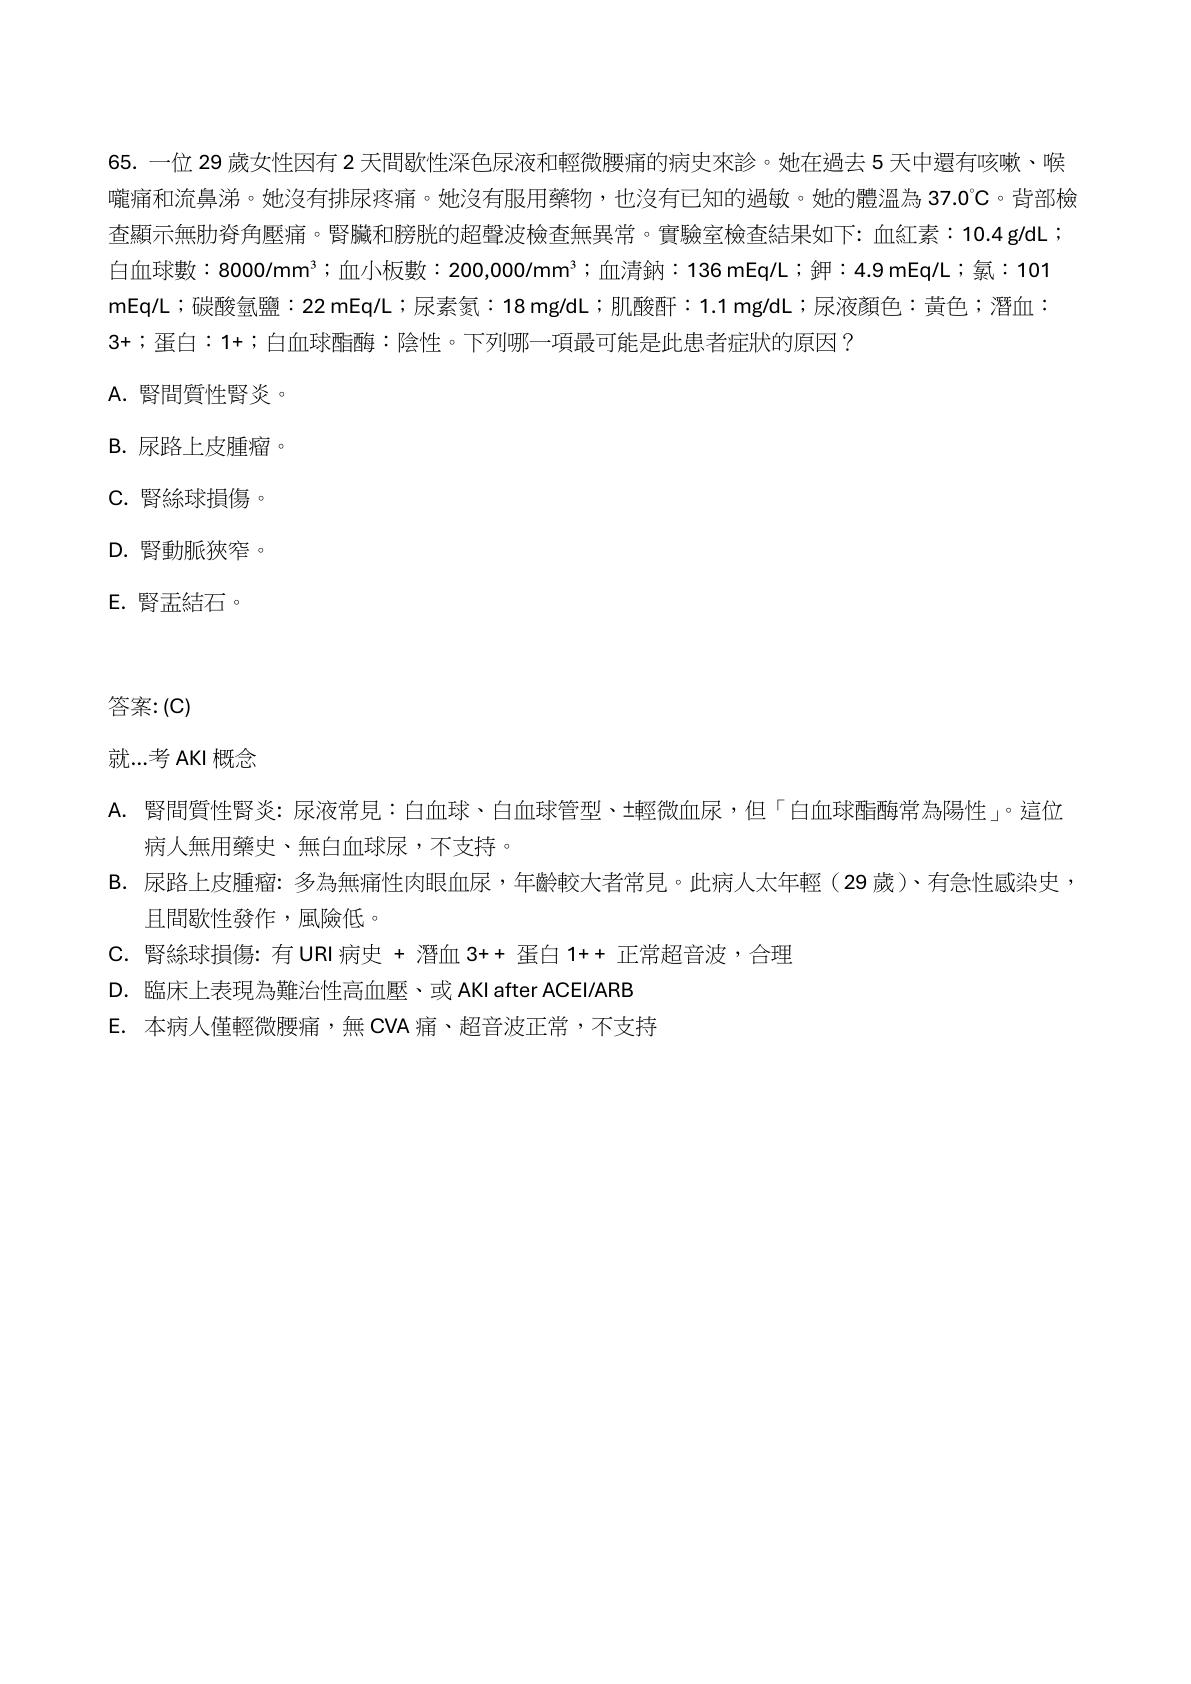 65. 一位 29 歲女性因有 2 天間歇性深色尿液和輕微腰痛的病史來診。她在過去 5 天中還有咳嗽、喉
嚨痛和流鼻涕。她沒有排尿疼痛。她沒有服用藥物，也沒有已知的過敏。她的體溫為 37.0°C。背部檢
查顯示無肋脊角壓痛。腎臟和膀胱的超聲波檢查無異常。實驗室檢查結果如下: 血紅素：10.4 g/dL；
白血球數：8000/mm³；血小板數：200,000/mm³；血清鈉：136 mEq/L；鉀：4.9 mEq/L；氯：101
mEq/L；碳酸氫鹽：22 mEq/L；尿素氮：18 mg/dL；肌酸酐：1.1 mg/dL；尿液顏色：黃色；潛血：
3+；蛋白：1+；白血球酯酶：陰性。下列哪一項最可能是此患者症狀的原因？
A. 腎間質性腎炎。
B. 尿路上皮腫瘤。
C. 腎絲球損傷。
D. 腎動脈狹窄。
E. 腎盂結石。
答案: (C)
就...考 AKI 概念
A. 腎間質性腎炎: 尿液常見：白血球、白血球管型、±輕微血尿，但「白血球酯酶常為陽性」。這位
病人無用藥史、無白血球尿，不支持。
B. 尿路上皮腫瘤: 多為無痛性肉眼血尿，年齡較大者常見。此病人太年輕（29 歲）、有急性感染史，
且間歇性發作，風險低。
C. 腎絲球損傷: 有 URI 病史 + 潛血 3+ + 蛋白 1+ + 正常超音波，合理
D. 臨床上表現為難治性高血壓、或 AKI after ACEI/ARB
E. 本病人僅輕微腰痛，無 CVA 痛、超音波正常，不支持